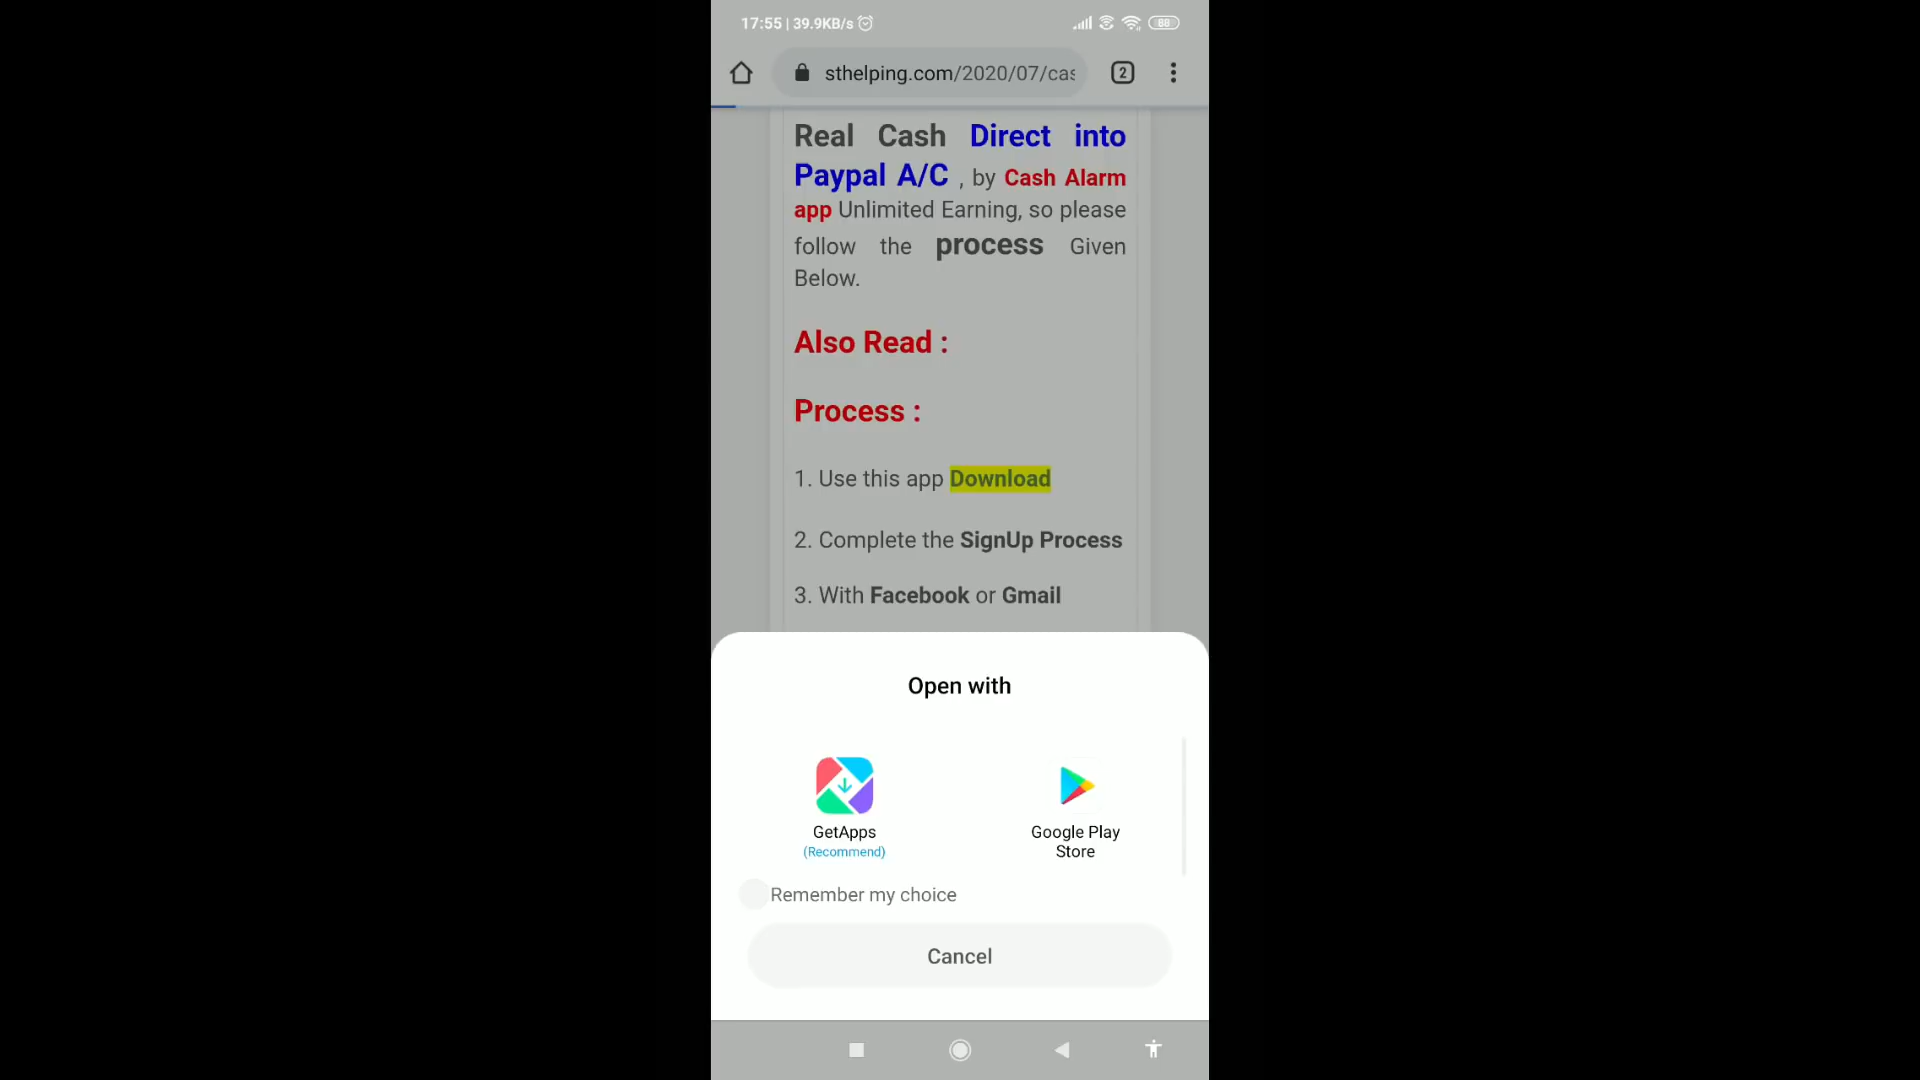 17:55 | 39.9KB/s
88
sthelping.com/2020/07/cas
2
Real Cash Direct into
Paypal A/C , by Cash Alarm
app Unlimited Earning, so please
follow the process Given
Below.
Also Read :
Process :
1. Use this app Download
2. Complete the SignUp Process
3. With Facebook or Gmail
Open with
GetApps
(Recommend)
Google Play
Store
Remember my choice
Cancel